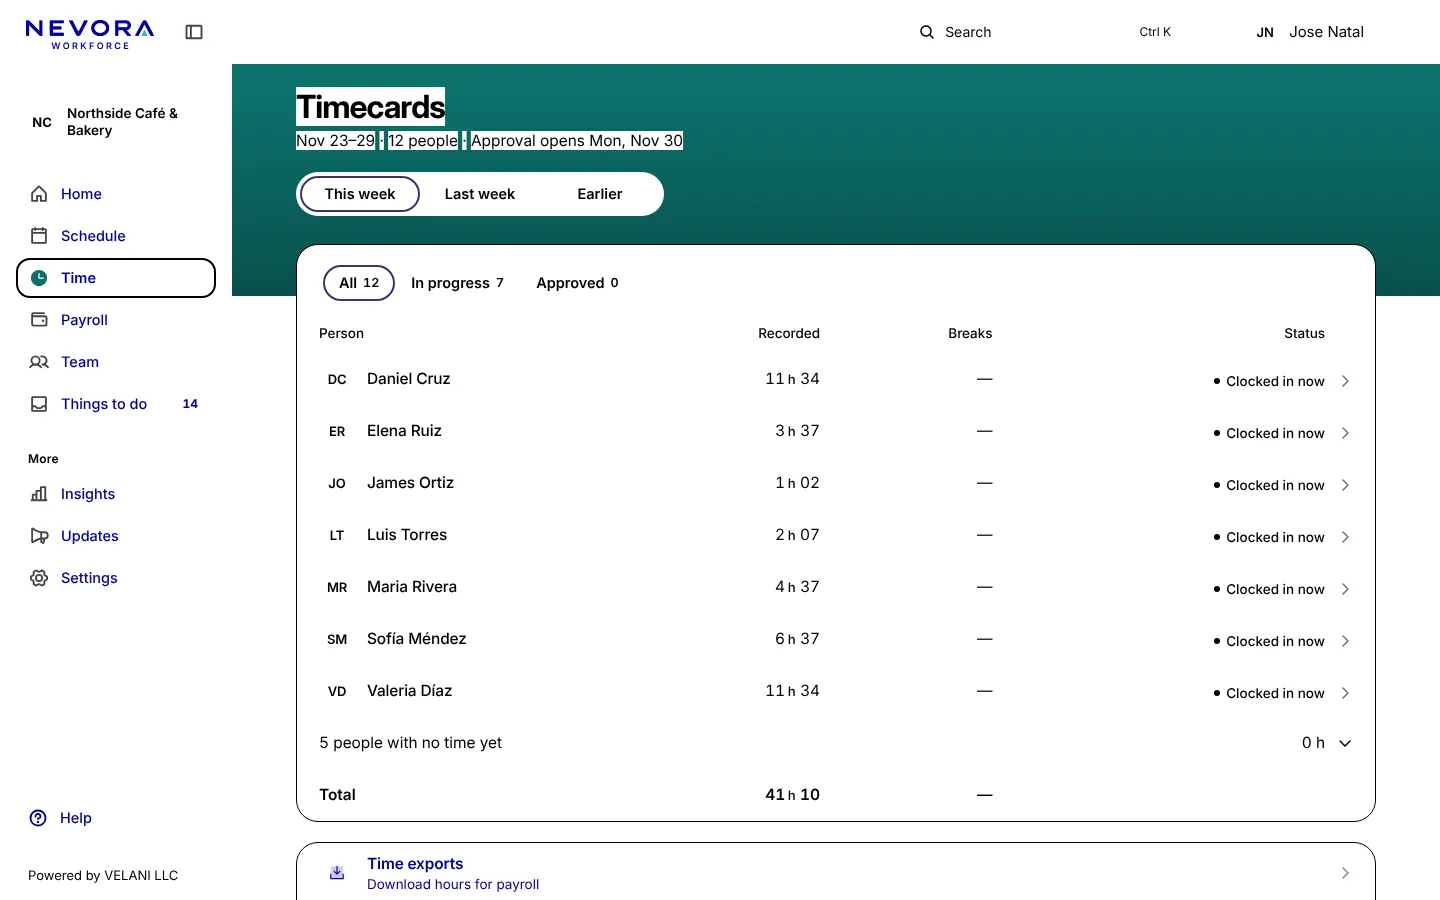 NEVORA
WORKFORCE
Search
Ctrl K
JN
Jose Natal
NC
Northside Café &
Bakery
Home
Schedule
Time
Payroll
Team
Things to do 14
More
Insights
Updates
Settings
Help
Powered by VELANI LLC
Timecards
Nov 23–29 · 12 people · Approval opens Mon, Nov 30
This week
Last week
Earlier
All 12
In progress 7
Approved 0
Person Recorded Breaks Status
DC Daniel Cruz 11 h 34 — Clocked in now
ER Elena Ruiz 3 h 37 — Clocked in now
JO James Ortiz 1 h 02 — Clocked in now
LT Luis Torres 2 h 07 — Clocked in now
MR Maria Rivera 4 h 37 — Clocked in now
SM Sofía Méndez 6 h 37 — Clocked in now
VD Valeria Díaz 11 h 34 — Clocked in now
5 people with no time yet 0 h
Total 41 h 10 —
Time exports
Download hours for payroll